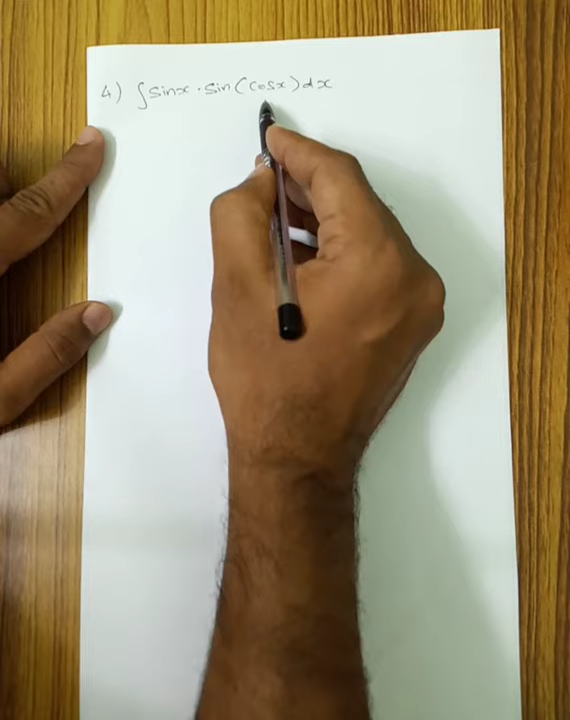 4) ∫ sinx · sin (cosx) dx